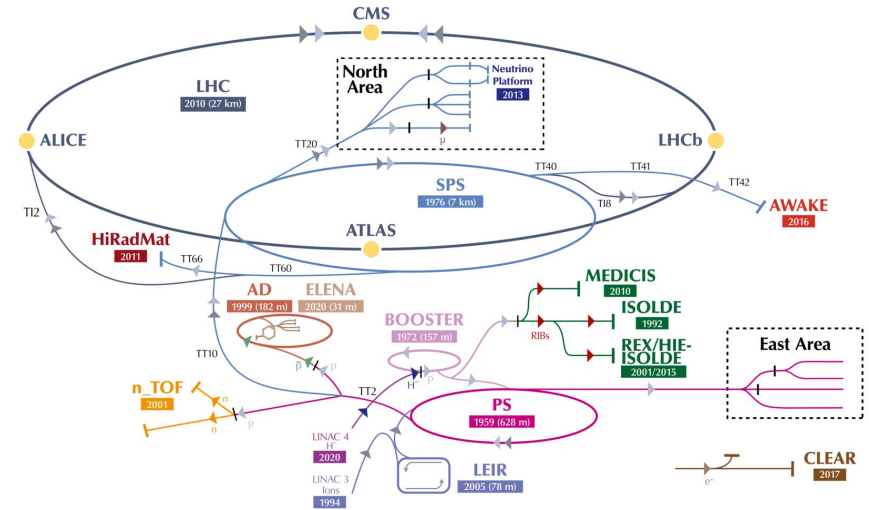 CMS
North
Area
Neutrino
Platform
2013
LHC
2010 (27 km)
TT20
μ
ALICE
LHCb
TT40
TT41
TT42
SPS
1976 (7 km)
TI8
AWAKE
2016
TI2
HiRadMat
2011
ATLAS
TT66
TT60
MEDICIS
2010
AD
1999 (182 m)
ELENA
2020 (31 m)
BOOSTER
1972 (157 m)
ISOLDE
1992
RIBs
REX/HIE-
ISOLDE
2001/2015
East Area
TT10
p̅
p
H⁻
p
TT2
n_TOF
2001
n
n
p
PS
1959 (628 m)
LINAC 4
H⁻
2020
LINAC 3
Ions
1994
LEIR
2005 (78 m)
e⁻
CLEAR
2017